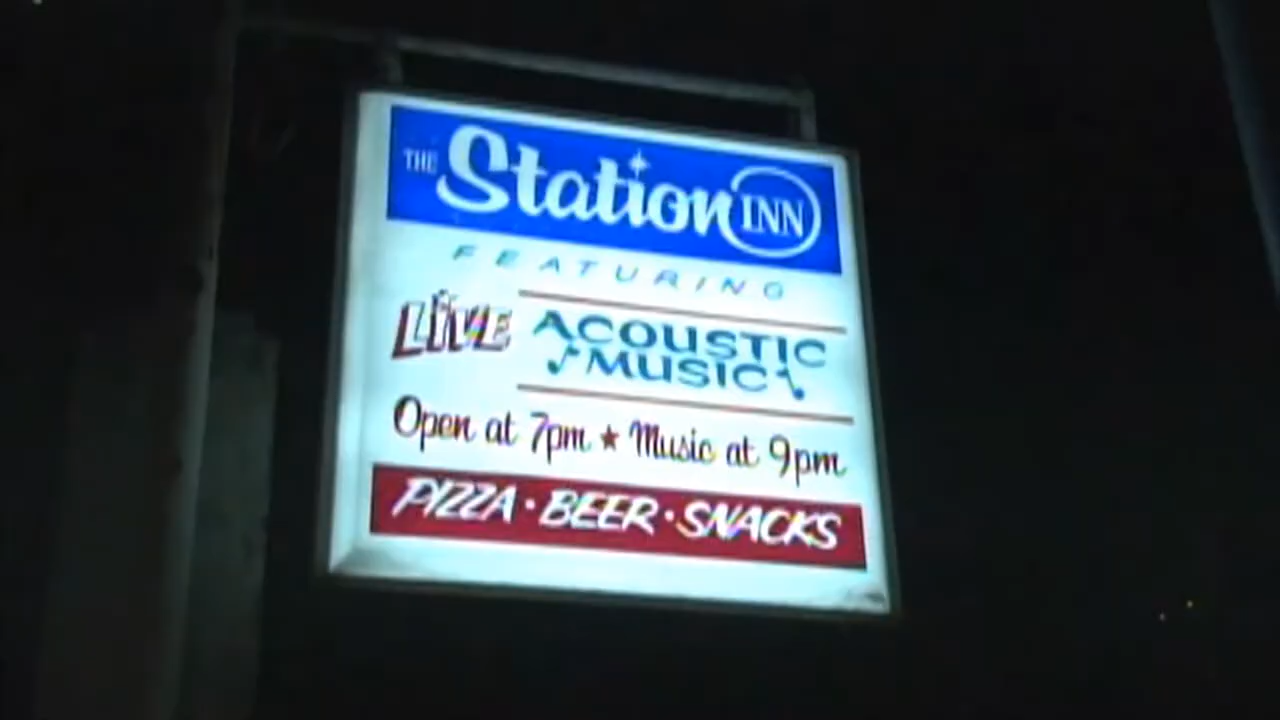 THE Station INN
FEATURING
LIVE ACOUSTIC
MUSIC
Open at 7pm ★ Music at 9pm
PIZZA · BEER · SNACKS